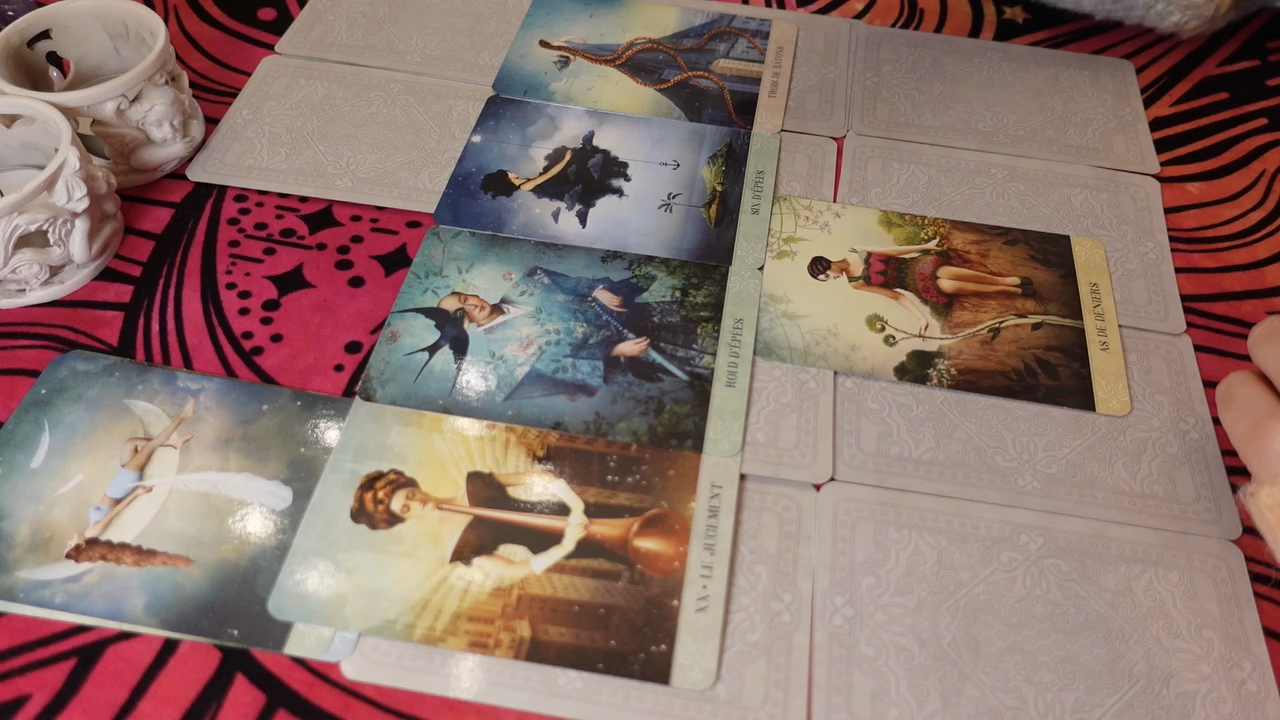 TROIS DE BÂTONS
SIX D'ÉPÉES
ROI D'ÉPÉES
AS DE DENIERS
XX • LE JUGEMENT